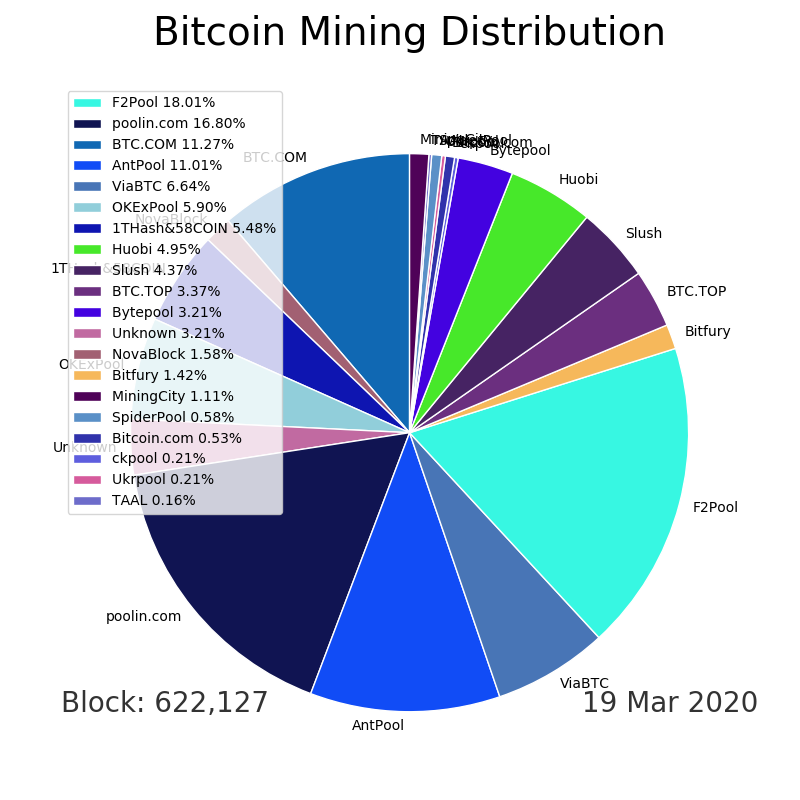 Bitcoin Mining Distribution
F2Pool 18.01%
poolin.com 16.80%
BTC.COM 11.27%
AntPool 11.01%
ViaBTC 6.64%
OKExPool 5.90%
1THash&58COIN 5.48%
Huobi 4.95%
Slush 4.37%
BTC.TOP 3.37%
Bytepool 3.21%
Unknown 3.21%
NovaBlock 1.58%
Bitfury 1.42%
MiningCity 1.11%
SpiderPool 0.58%
Bitcoin.com 0.53%
ckpool 0.21%
Ukrpool 0.21%
TAAL 0.16%
MiningCity
Bytepool
Huobi
Slush
BTC.TOP
Bitfury
F2Pool
ViaBTC
AntPool
poolin.com
Unknown
OKExPool
1THash&58COIN
NovaBlock
BTC.COM
Block: 622,127
19 Mar 2020